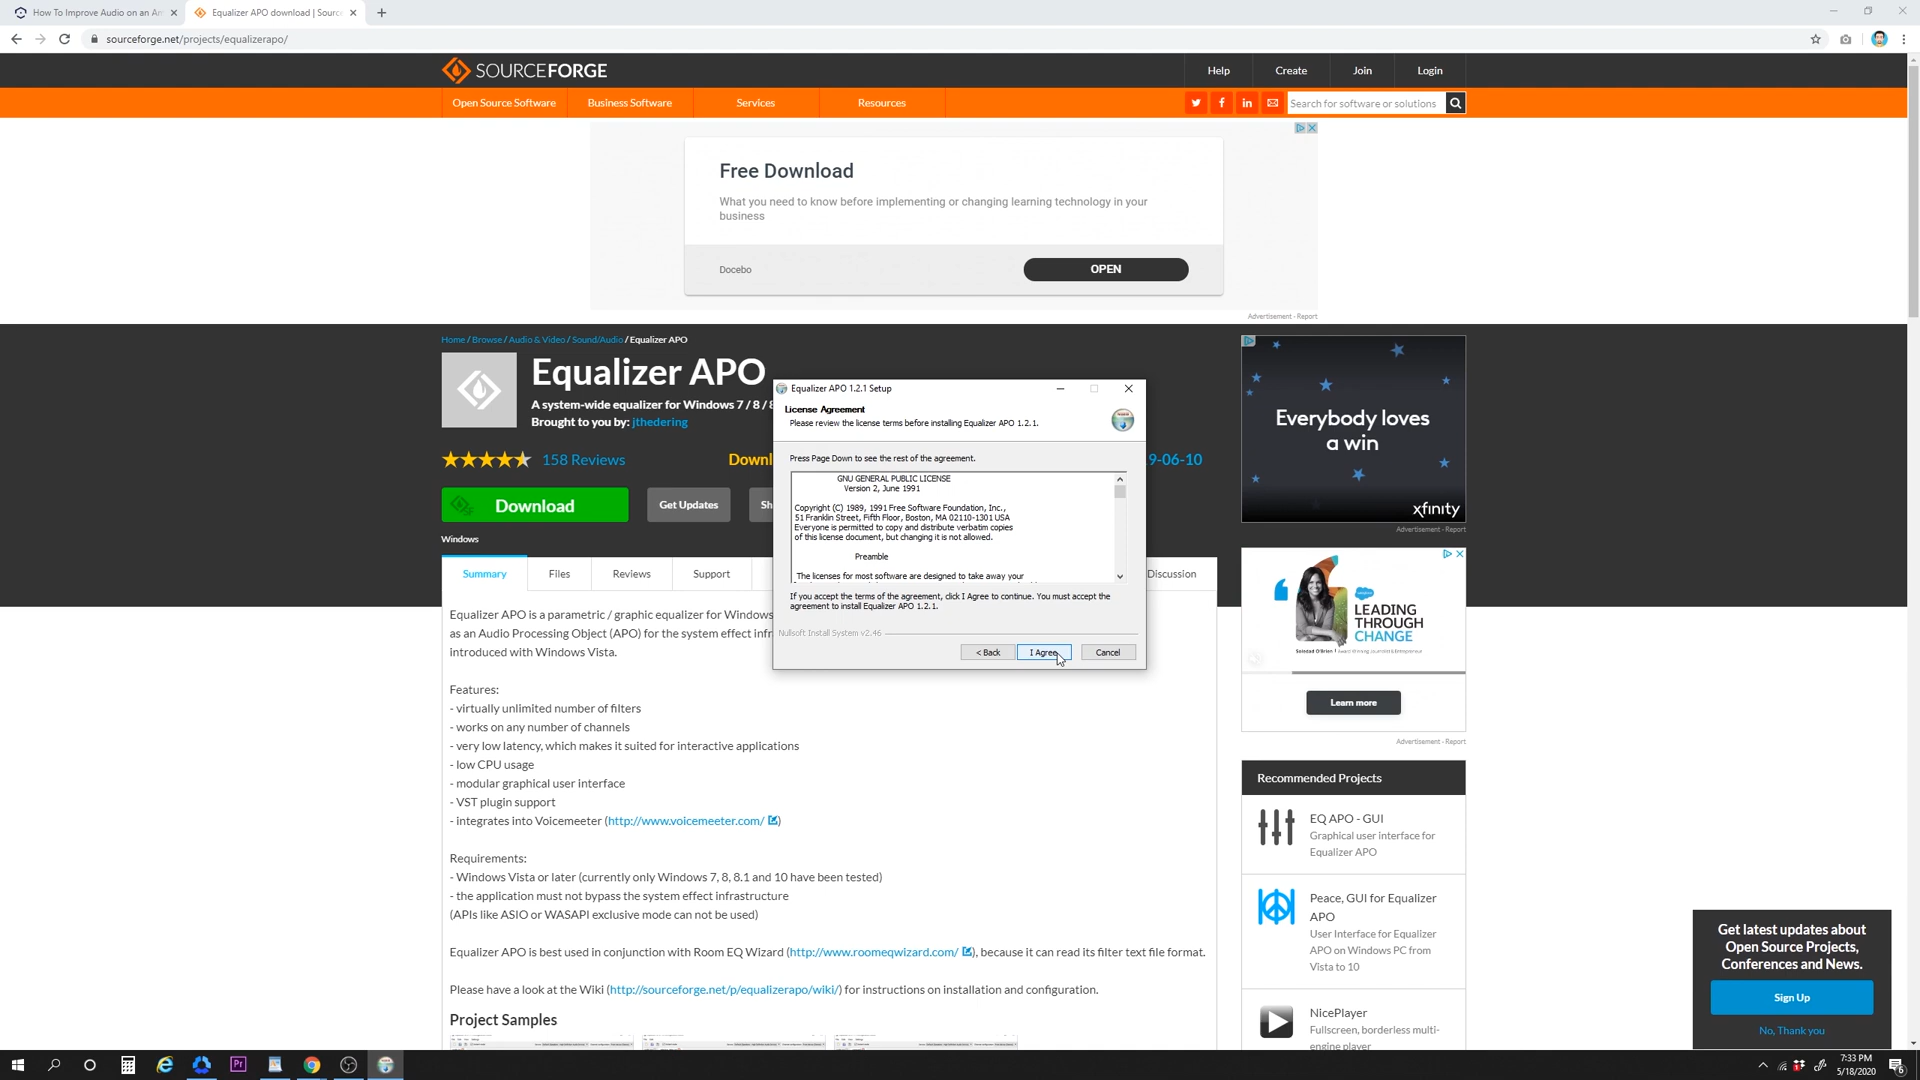 How To Improve Audio on an Am
Equalizer APO download | Source
sourceforge.net/projects/equalizerapo/
SOURCEFORGE
Help
Create
Join
Login
Open Source Software
Business Software
Services
Resources
Search for software or solutions
Free Download
What you need to know before implementing or changing learning technology in your
business
Docebo
OPEN
Advertisement - Report
Home / Browse / Audio & Video / Sound/Audio / Equalizer APO
Equalizer APO
A system-wide equalizer for Windows 7 / 8 / 8
Brought to you by: jthedering
158 Reviews
Downl
9-06-10
Download
Get Updates
Sh
Windows
Summary
Files
Reviews
Support
Discussion
Equalizer APO 1.2.1 Setup
License Agreement
Please review the license terms before installing Equalizer APO 1.2.1.
Press Page Down to see the rest of the agreement.
GNU GENERAL PUBLIC LICENSE
Version 2, June 1991
Copyright (C) 1989, 1991 Free Software Foundation, Inc.,
51 Franklin Street, Fifth Floor, Boston, MA 02110-1301 USA
Everyone is permitted to copy and distribute verbatim copies
of this license document, but changing it is not allowed.
Preamble
The licenses for most software are designed to take away your
If you accept the terms of the agreement, click I Agree to continue. You must accept the
agreement to install Equalizer APO 1.2.1.
Nullsoft Install System v2.46
< Back
I Agree
Cancel
Equalizer APO is a parametric / graphic equalizer for Windows
as an Audio Processing Object (APO) for the system effect infr
introduced with Windows Vista.
Features:
- virtually unlimited number of filters
- works on any number of channels
- very low latency, which makes it suited for interactive applications
- low CPU usage
- modular graphical user interface
- VST plugin support
- integrates into Voicemeeter (http://www.voicemeeter.com/ )
Requirements:
- Windows Vista or later (currently only Windows 7, 8, 8.1 and 10 have been tested)
- the application must not bypass the system effect infrastructure
(APIs like ASIO or WASAPI exclusive mode can not be used)
Equalizer APO is best used in conjunction with Room EQ Wizard (http://www.roomeqwizard.com/ ), because it can read its filter text file format.
Please have a look at the Wiki (http://sourceforge.net/p/equalizerapo/wiki/) for instructions on installation and configuration.
Project Samples
Everybody loves
a win
xfinity
Advertisement - Report
LEADING
THROUGH
CHANGE
Soledad O'Brien
Learn more
Advertisement - Report
Recommended Projects
EQ APO - GUI
Graphical user interface for
Equalizer APO
Peace, GUI for Equalizer
APO
User Interface for Equalizer
APO on Windows PC from
Vista to 10
NicePlayer
Fullscreen, borderless multi-
engine player
Get latest updates about
Open Source Projects,
Conferences and News.
Sign Up
No, Thank you
Pr
7:33 PM
5/18/2020